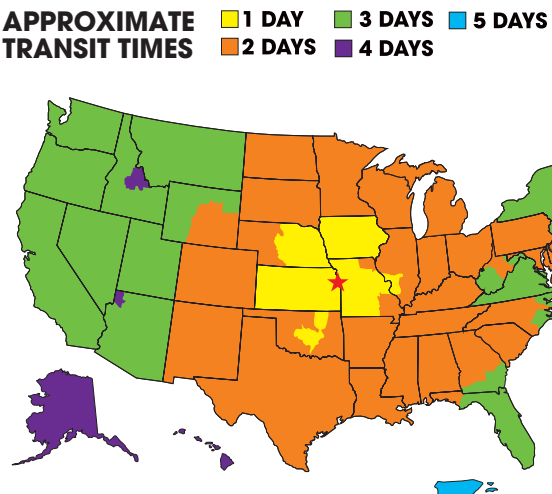 APPROXIMATE
TRANSIT TIMES
1 DAY
2 DAYS
3 DAYS
4 DAYS
5 DAYS